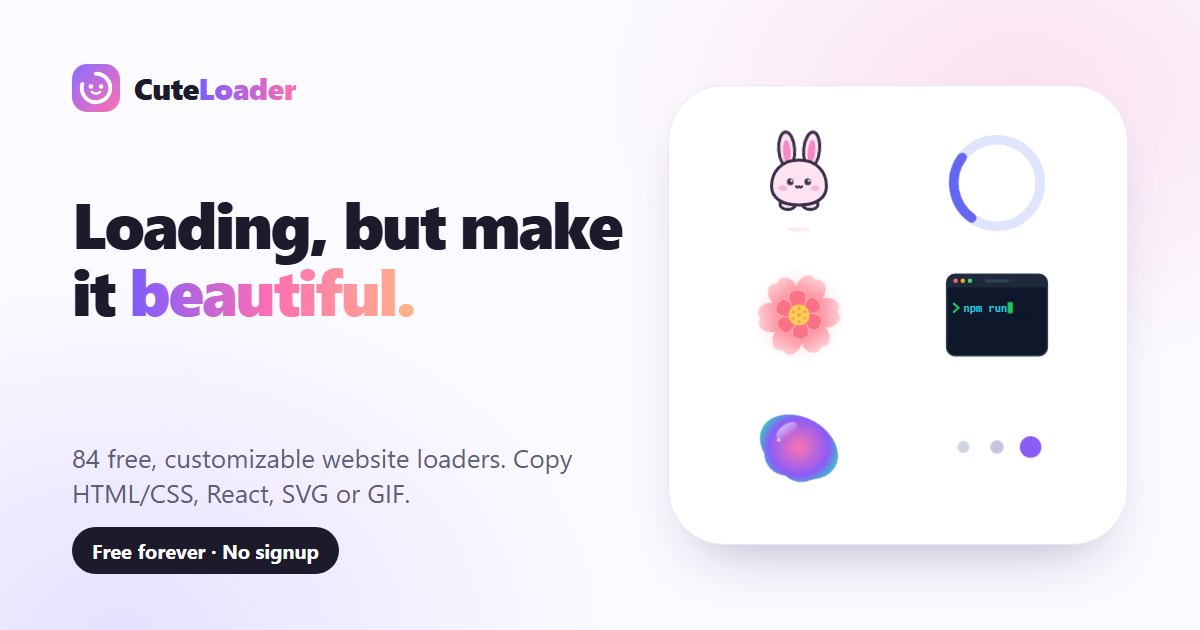 CuteLoader
Loading, but make
it beautiful.
84 free, customizable website loaders. Copy
HTML/CSS, React, SVG or GIF.
Free forever · No signup
npm run